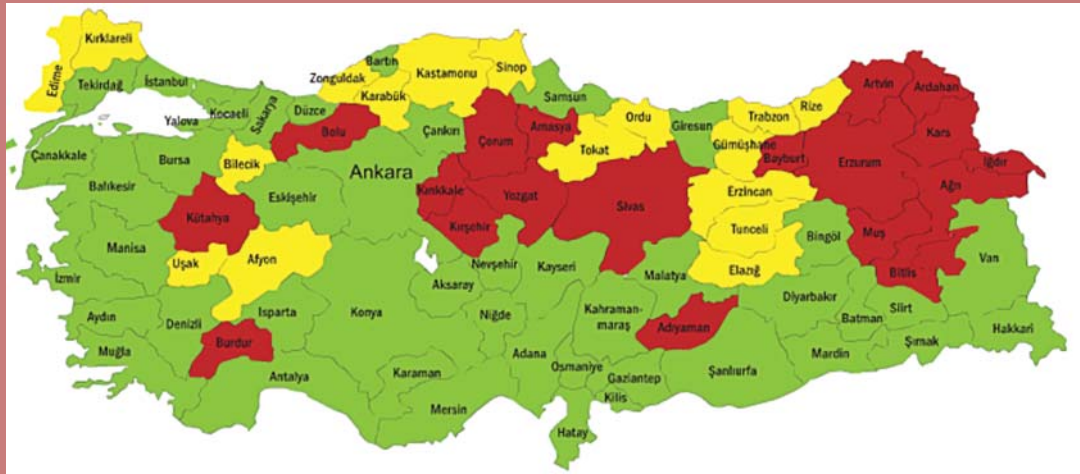 Kırklareli
Edime
Tekirdağ
İstanbul
Kocaeli
Yalova
Sakarya
Düzce
Bolu
Zonguldak
Bartın
Karabük
Kastamonu
Sinop
Samsun
Çankırı
Çorum
Amasya
Tokat
Ordu
Giresun
Trabzon
Rize
Gümüşhane
Bayburt
Artvin
Ardahan
Kara
Iğdır
Erzurum
Ağrı
Çanakkale
Bursa
Bilecik
Balıkesir
Eskişehir
Ankara
Kırıkkale
Yozgat
Kırşehir
Sivas
Erzincan
Tunceli
Elazığ
Bingöl
Muş
Bitlis
Van
Kütahya
Manisa
Uşak
Afyon
İzmir
Nevşehir
Aksaray
Kayseri
Malatya
Diyarbakır
Batman
Siirt
Şırnak
Hakkari
Aydın
Denizli
Isparta
Konya
Niğde
Kahraman-
maraş
Adıyaman
Muğla
Burdur
Antalya
Karaman
Mersin
Adana
Osmaniye
Gaziantep
Kilis
Şanlıurfa
Mardin
Hatay